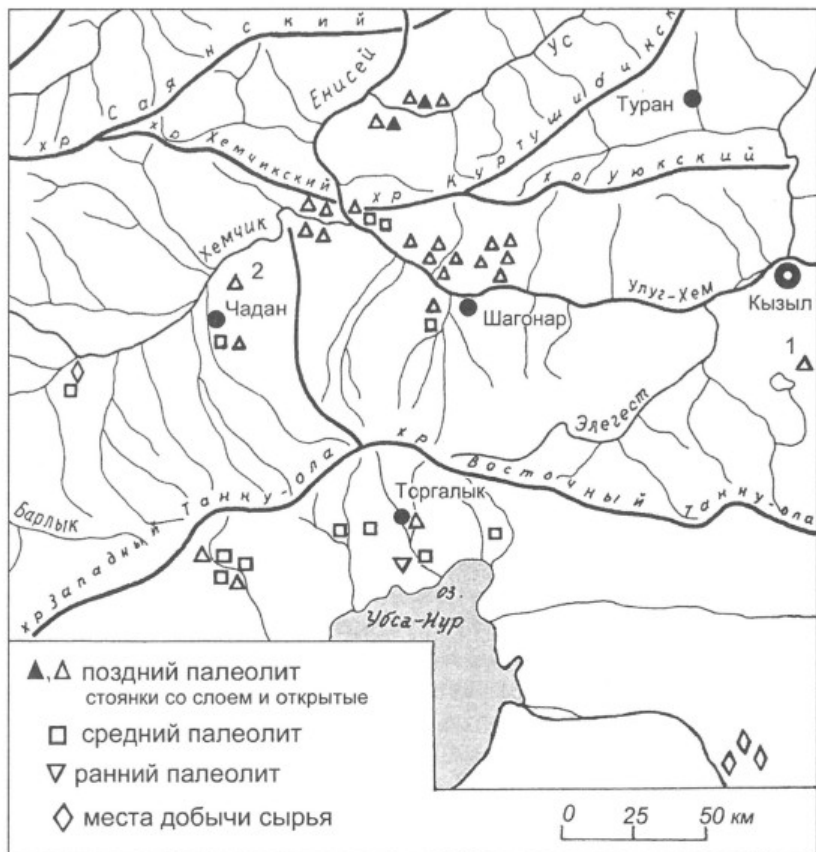 хр Саянский
Енисей
Ус
хр Куртушибинск
Туран
хр Хемчикский
хр Уюкский
Хемчик
2
Чадан
Улуг-Хем
Шагонар
Кызыл
1
Элегест
хр Восточный Танну-ола
Торгалык
Барлык
хр Западный Танну-ола
оз.
Убса-Нур
▲,△ поздний палеолит
стоянки со слоем и открытые
□ средний палеолит
▽ ранний палеолит
◇ места добычи сырья
0 25 50 км